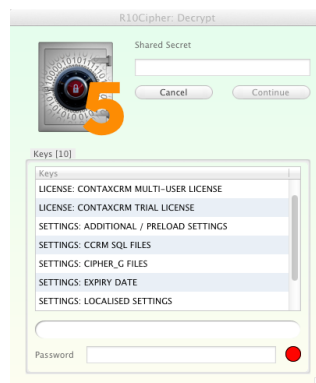 R10Cipher: Decrypt
Shared Secret
5
Cancel
Continue
Keys [10]
Keys
LICENSE: CONTAXCRM MULTI-USER LICENSE
LICENSE: CONTAXCRM TRIAL LICENSE
SETTINGS: ADDITIONAL / PRELOAD SETTINGS
SETTINGS: CCRM SQL FILES
SETTINGS: CIPHER_G FILES
SETTINGS: EXPIRY DATE
SETTINGS: LOCALISED SETTINGS
Password